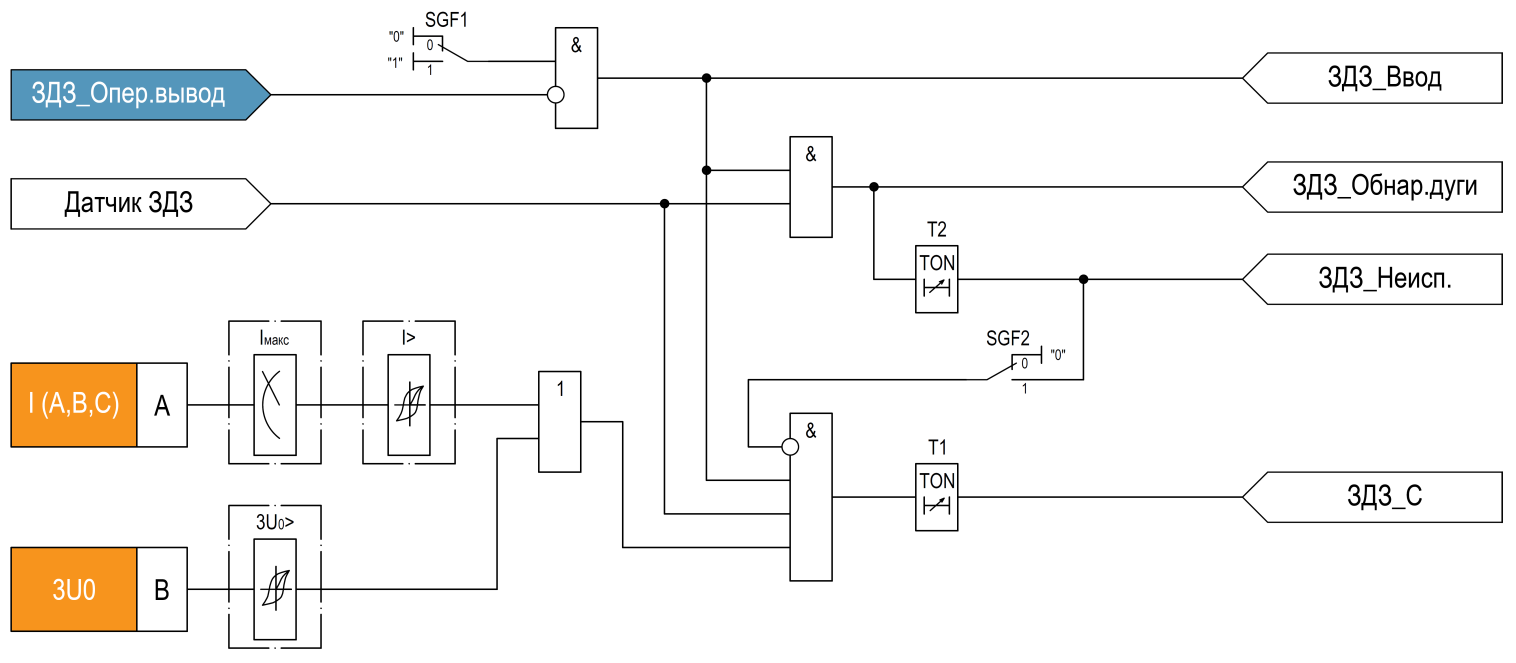 SGF1
"0"
0
"1"
1
&
ЗДЗ_Опер.вывод
ЗДЗ_Ввод
&
Датчик ЗДЗ
ЗДЗ_Обнар.дуги
T2
TON
ЗДЗ_Неисп.
SGF2
"0"
0
1
Iмакс
I>
I (A,B,C)
A
1
&
T1
TON
ЗДЗ_С
3U0>
3U0
B